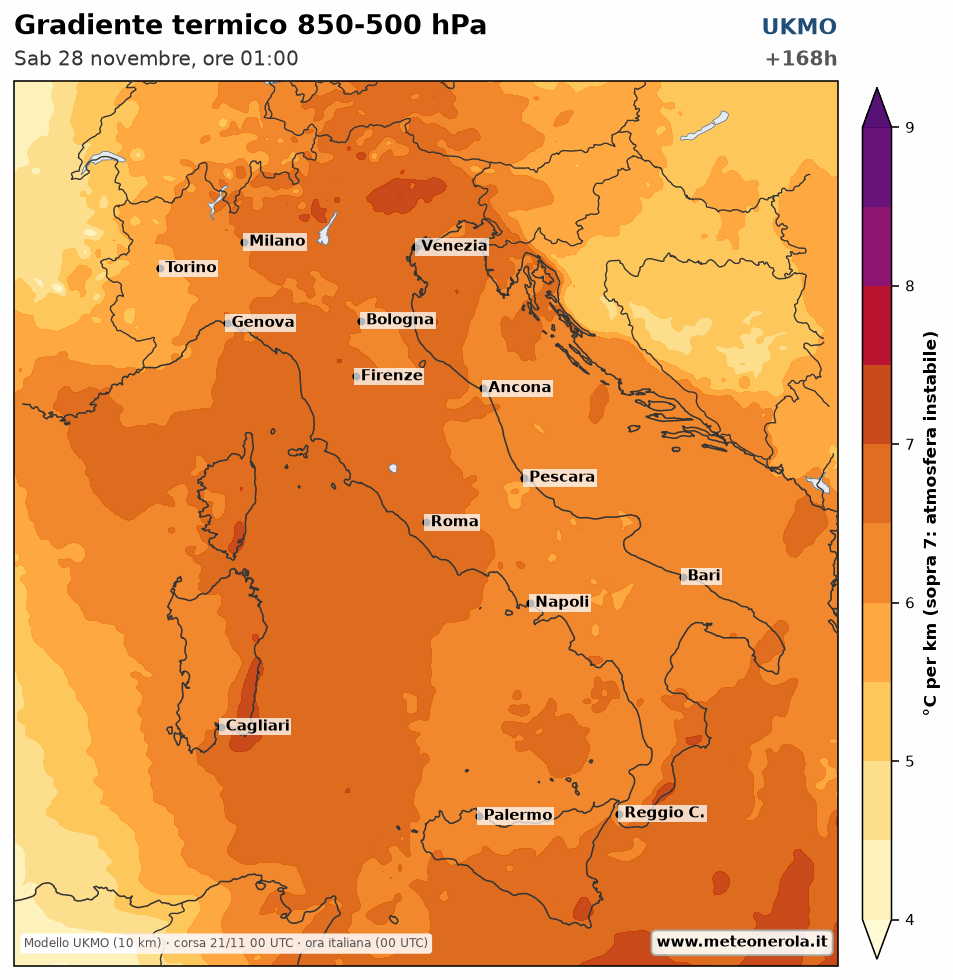 Gradiente termico 850-500 hPa
UKMO
Sab 28 novembre, ore 01:00
+168h
Milano
Venezia
Torino
Genova
Bologna
Firenze
Ancona
Pescara
Roma
Bari
Napoli
Cagliari
Palermo
Reggio C.
Modello UKMO (10 km) · corsa 21/11 00 UTC · ora italiana (00 UTC)
www.meteonerola.it
9
8
7
6
5
4
°C per km (sopra 7: atmosfera instabile)